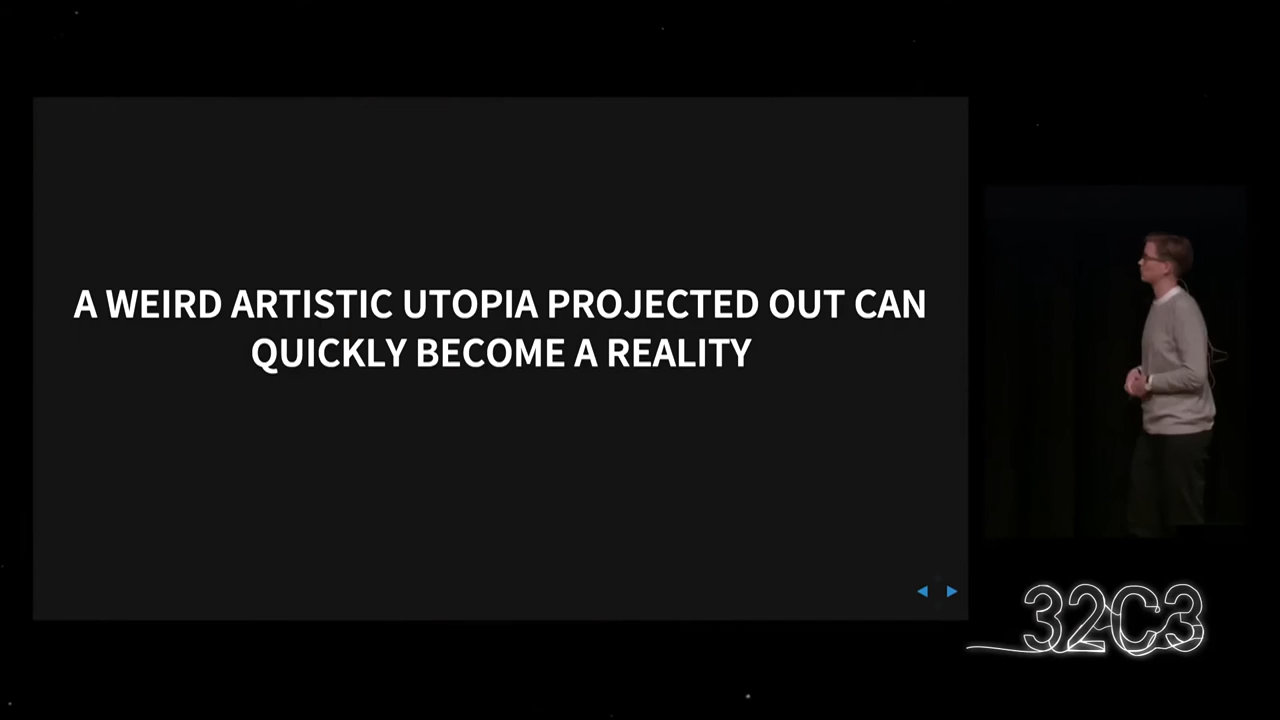 A WEIRD ARTISTIC UTOPIA PROJECTED OUT CAN
QUICKLY BECOME A REALITY
32C3